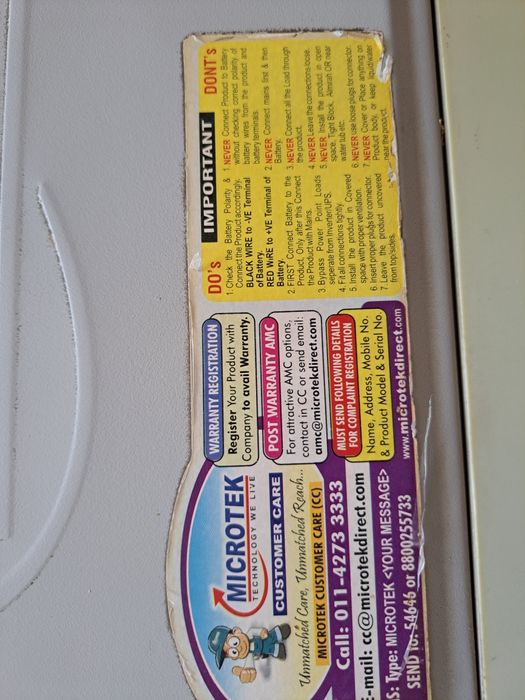 MICROTEK
TECHNOLOGY WE LIVE
CUSTOMER CARE
Unmatched Care, Unmatched Reach...
MICROTEK CUSTOMER CARE (CC)
Call: 011-4273 3333
E-mail: cc@microtekdirect.com
S: Type: MICROTEK <YOUR MESSAGE>
SEND to: 54646 or 8800255733
WARRANTY REGISTRATION
Register Your Product with
Company to avail Warranty.
POST WARRANTY AMC
For attractive AMC options,
contact in CC or send email:
amc@microtekdirect.com
MUST SEND FOLLOWING DETAILS
FOR COMPLAINT REGISTRATION
Name, Address, Mobile No.
& Product Model & Serial No.
www.microtekdirect.com
IMPORTANT
DO's
1. Check the Battery Polarity &
Connect the Product accordingly.
BLACK WIRE to -VE Terminal
of Battery.
RED WIRE to +VE Terminal of
Battery.
2. FIRST Connect Battery to the
Product. Only after this Connect
the Product with Mains.
3. Bypass Power Point Loads
seperate from Inverter/UPS.
4. Fit all connections tightly.
5. Install the product in Covered
space with proper ventilation.
6. Insert proper plugs for connector.
7. Leave the product uncovered
from top/sides.
DONT's
1. NEVER Connect Product to Battery
without checking correct polarity of
battery wires from the product and
battery terminals.
2. NEVER Connect mains first & then
Battery.
3. NEVER Connect all the Load through
the product.
4. NEVER Leave the connections loose.
5. NEVER Install the product in open
space, Tight Block, Almirah OR near
water tub etc.
6. NEVER use loose plugs for connector.
7. NEVER Cover or Place anything on
Product body, or keep liquid/water
near the product.